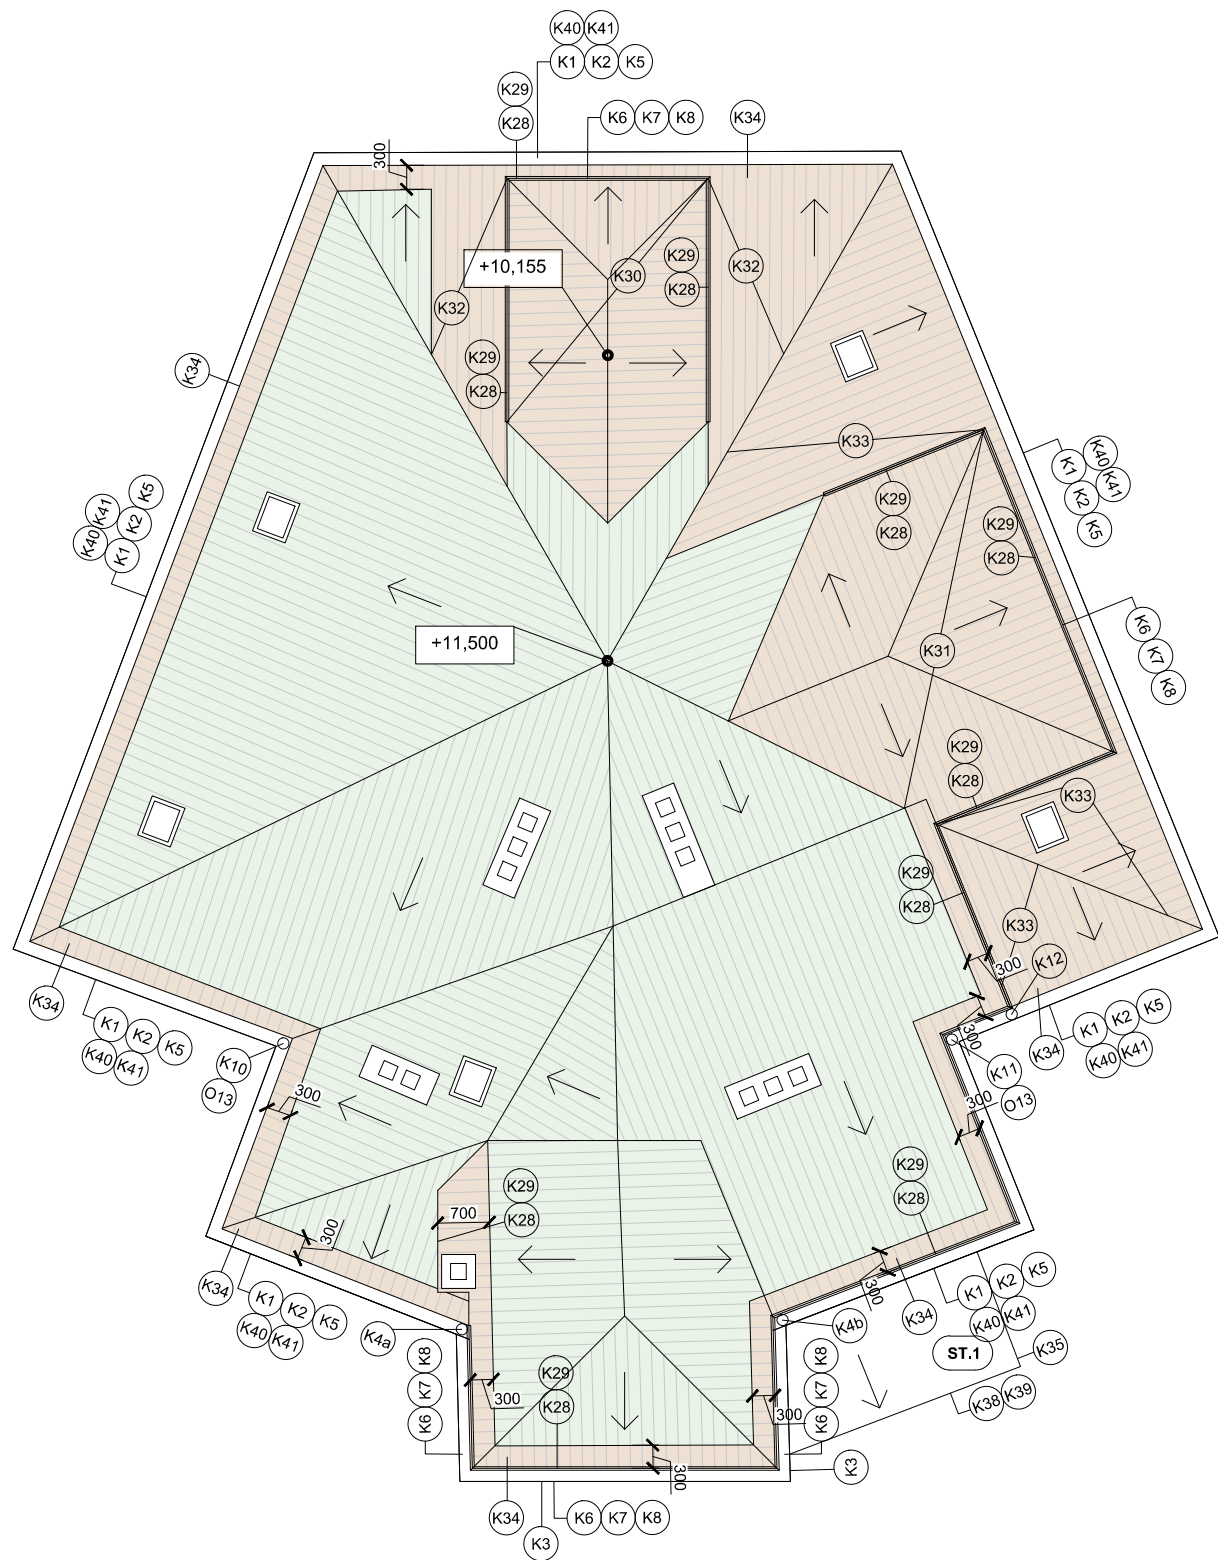 K40 K41
K1 K2 K5
K29
K28
K6 K7 K8
K34
300
+10,155
K30
K29
K28
K32
K32
K29
K28
K34
K33
K40 K41
K1 K2 K5
K29
K28
K29
K28
K40 K41
K1 K2 K5
+11,500
K31
K6 K7 K8
K29
K28
K33
K29
K28
K33
300
K12
K34
K1 K2 K5
K40 K41
K34
K1 K2 K5
K40 K41
300
K10
O13
300
K11
O13
300
K29
K28
K29
K28
700
300
K34
K1 K2 K5
K40 K41
K4a
K4b
300
K34
K1 K2 K5
K40 K41
ST.1
K35
K38 K39
K8
K7
K6
K29
K28
300
300
K8
K7
K6
K3
300
K34
K6 K7 K8
K3